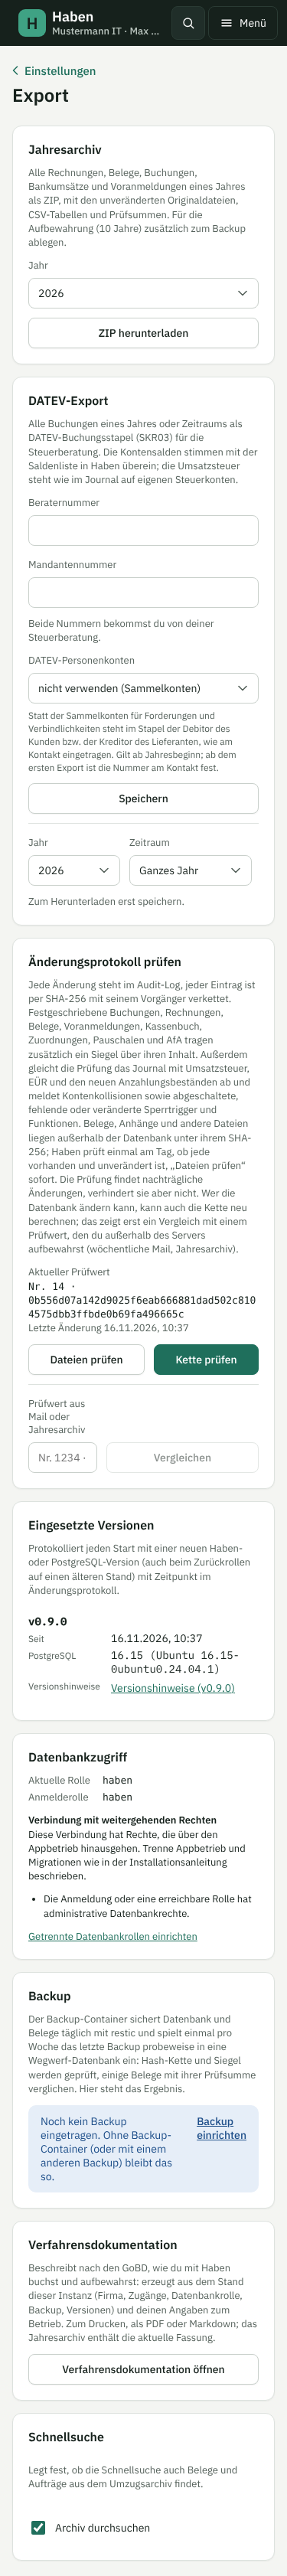 H
Haben
Mustermann IT · Max ...
Menü
Einstellungen
Export
Jahresarchiv
Alle Rechnungen, Belege, Buchungen,
Bankumsätze und Voranmeldungen eines Jahres
als ZIP, mit den unveränderten Originaldateien,
CSV-Tabellen und Prüfsummen. Für die
Aufbewahrung (10 Jahre) zusätzlich zum Backup
ablegen.
Jahr
2026
ZIP herunterladen
DATEV-Export
Alle Buchungen eines Jahres oder Zeitraums als
DATEV-Buchungsstapel (SKR03) für die
Steuerberatung. Die Kontensalden stimmen mit der
Saldenliste in Haben überein; die Umsatzsteuer
steht wie im Journal auf eigenen Steuerkonten.
Beraternummer
Mandantennummer
Beide Nummern bekommst du von deiner
Steuerberatung.
DATEV-Personenkonten
nicht verwenden (Sammelkonten)
Statt der Sammelkonten für Forderungen und
Verbindlichkeiten steht im Stapel der Debitor des
Kunden bzw. der Kreditor des Lieferanten, wie am
Kontakt eingetragen. Gilt ab Jahresbeginn; ab dem
ersten Export ist die Nummer am Kontakt fest.
Speichern
Jahr
Zeitraum
2026
Ganzes Jahr
Zum Herunterladen erst speichern.
Änderungsprotokoll prüfen
Jede Änderung steht im Audit-Log, jeder Eintrag ist
per SHA-256 mit seinem Vorgänger verkettet.
Festgeschriebene Buchungen, Rechnungen,
Belege, Voranmeldungen, Kassenbuch,
Zuordnungen, Pauschalen und AfA tragen
zusätzlich ein Siegel über ihren Inhalt. Außerdem
gleicht die Prüfung das Journal mit Umsatzsteuer,
EÜR und den neuen Anzahlungsbeständen ab und
meldet Kontenkollisionen sowie abgeschaltete,
fehlende oder veränderte Sperrtrigger und
Funktionen. Belege, Anhänge und andere Dateien
liegen außerhalb der Datenbank unter ihrem SHA-
256; Haben prüft einmal am Tag, ob jede
vorhanden und unverändert ist, „Dateien prüfen“
sofort. Die Prüfung findet nachträgliche
Änderungen, verhindert sie aber nicht. Wer die
Datenbank ändern kann, kann auch die Kette neu
berechnen; das zeigt erst ein Vergleich mit einem
Prüfwert, den du außerhalb des Servers
aufbewahrst (wöchentliche Mail, Jahresarchiv).
Aktueller Prüfwert
Nr. 14 ·
0b556d07a142d9025f6eab666881dad502c810
4575dbb3ffbde0b69fa496665c
Letzte Änderung 16.11.2026, 10:37
Dateien prüfen
Kette prüfen
Prüfwert aus
Mail oder
Jahresarchiv
Nr. 1234 ·
Vergleichen
Eingesetzte Versionen
Protokolliert jeden Start mit einer neuen Haben-
oder PostgreSQL-Version (auch beim Zurückrollen
auf einen älteren Stand) mit Zeitpunkt im
Änderungsprotokoll.
v0.9.0
Seit 16.11.2026, 10:37
PostgreSQL 16.15 (Ubuntu 16.15-
0ubuntu0.24.04.1)
Versionshinweise Versionshinweise (v0.9.0)
Datenbankzugriff
Aktuelle Rolle haben
Anmelderolle haben
Verbindung mit weitergehenden Rechten
Diese Verbindung hat Rechte, die über den
Appbetrieb hinausgehen. Trenne Appbetrieb und
Migrationen wie in der Installationsanleitung
beschrieben.
• Die Anmeldung oder eine erreichbare Rolle hat
administrative Datenbankrechte.
Getrennte Datenbankrollen einrichten
Backup
Der Backup-Container sichert Datenbank und
Belege täglich mit restic und spielt einmal pro
Woche das letzte Backup probeweise in eine
Wegwerf-Datenbank ein: Hash-Kette und Siegel
werden geprüft, einige Belege mit ihrer Prüfsumme
verglichen. Hier steht das Ergebnis.
Noch kein Backup
eingetragen. Ohne Backup-
Container (oder mit einem
anderen Backup) bleibt das
so.
Backup
einrichten
Verfahrensdokumentation
Beschreibt nach den GoBD, wie du mit Haben
buchst und aufbewahrst: erzeugt aus dem Stand
dieser Instanz (Firma, Zugänge, Datenbankrolle,
Backup, Versionen) und deinen Angaben zum
Betrieb. Zum Drucken, als PDF oder Markdown; das
Jahresarchiv enthält die aktuelle Fassung.
Verfahrensdokumentation öffnen
Schnellsuche
Legt fest, ob die Schnellsuche auch Belege und
Aufträge aus dem Umzugsarchiv findet.
Archiv durchsuchen